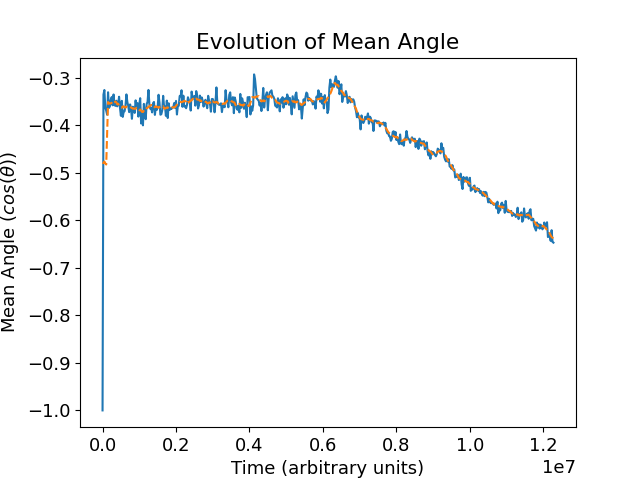 Evolution of Mean Angle
Mean Angle (cos(θ))
−0.3
−0.4
−0.5
−0.6
−0.7
−0.8
−0.9
−1.0
0.0 0.2 0.4 0.6 0.8 1.0 1.2
1e7
Time (arbitrary units)